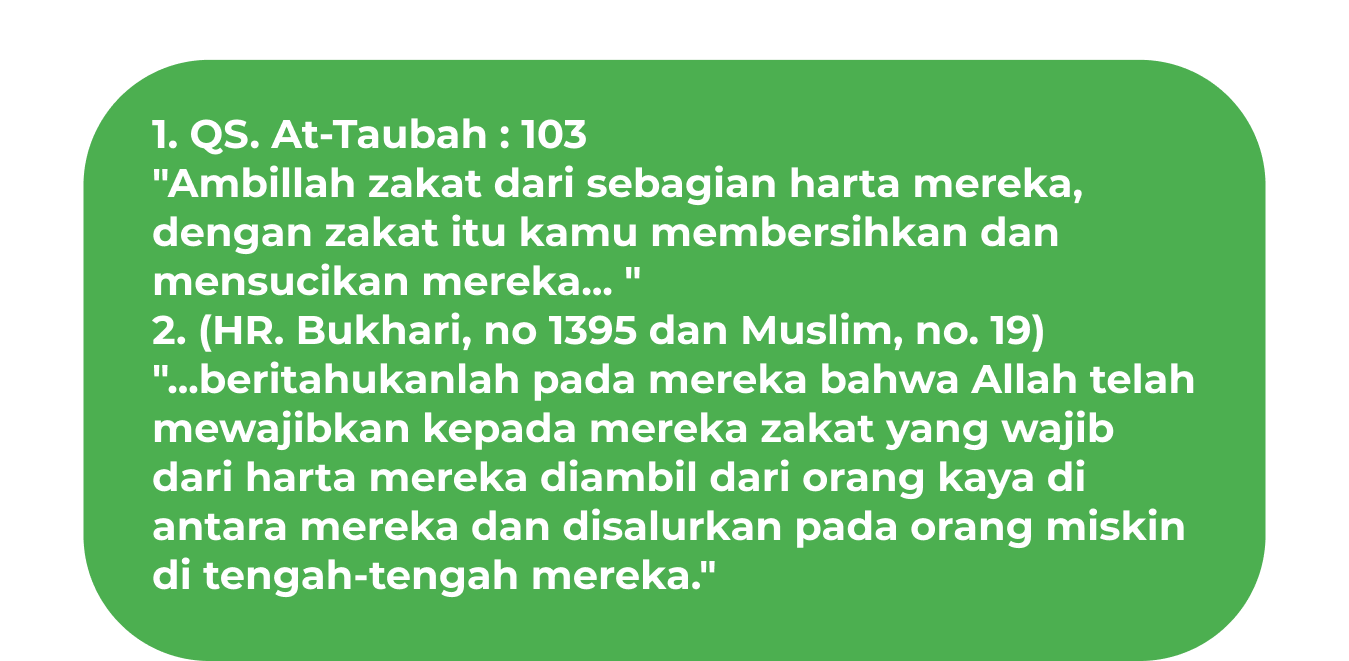 1. QS. At-Taubah : 103
"Ambillah zakat dari sebagian harta mereka,
dengan zakat itu kamu membersihkan dan
mensucikan mereka... "
2. (HR. Bukhari, no 1395 dan Muslim, no. 19)
"...beritahukanlah pada mereka bahwa Allah telah
mewajibkan kepada mereka zakat yang wajib
dari harta mereka diambil dari orang kaya di
antara mereka dan disalurkan pada orang miskin
di tengah-tengah mereka."